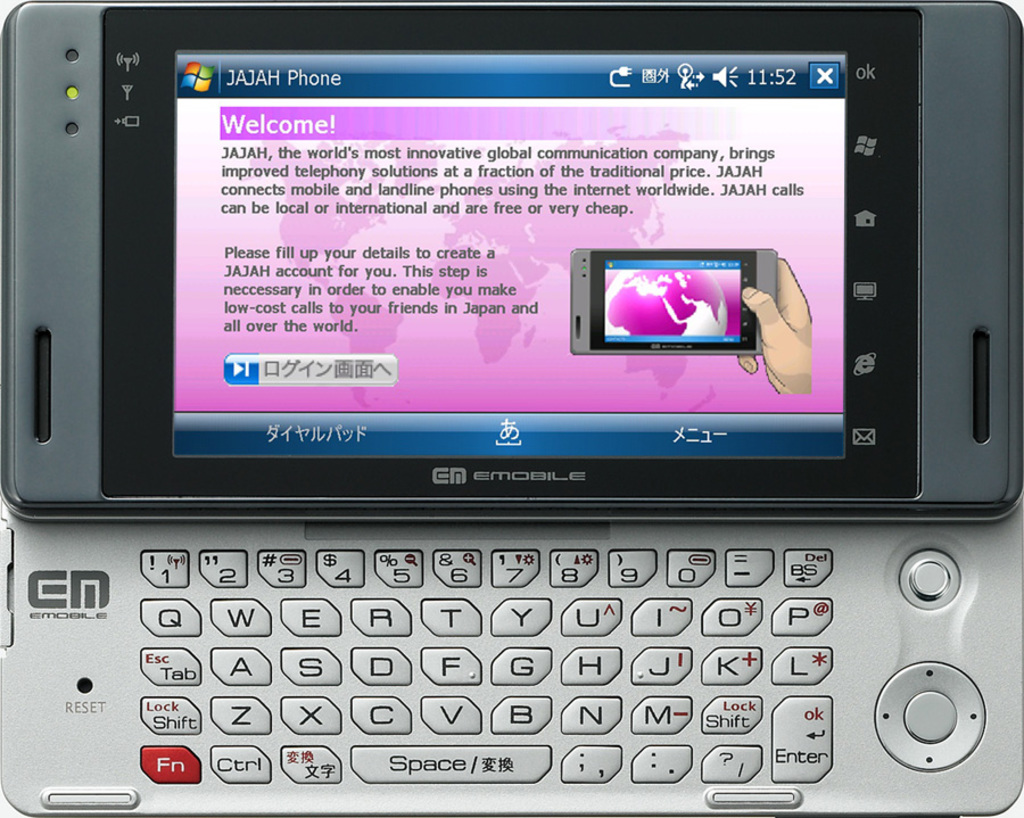 JAJAH Phone 圏外 11:52 ok
Welcome!
JAJAH, the world's most innovative global communication company, brings
improved telephony solutions at a fraction of the traditional price. JAJAH
connects mobile and landline phones using the internet worldwide. JAJAH calls
can be local or international and are free or very cheap.
Please fill up your details to create a
JAJAH account for you. This step is
neccessary in order to enable you make
low-cost calls to your friends in Japan and
all over the world.
ログイン画面へ
ダイヤルパッド あ メニュー
EM EMOBILE
! 1 " 2 # 3 $ 4 % 5 & 6 ' 7 ( 8 ) 9 0 = - Del BS
EM
EMOBILE
Q W E R T Y U ^ I ~ O ¥ P @
Esc Tab A S D F G H J ' K + L *
RESET
Lock Shift Z X C V B N M - Lock Shift ok Enter
Fn Ctrl 変換 文字 Space/変換 ; , : . ? /